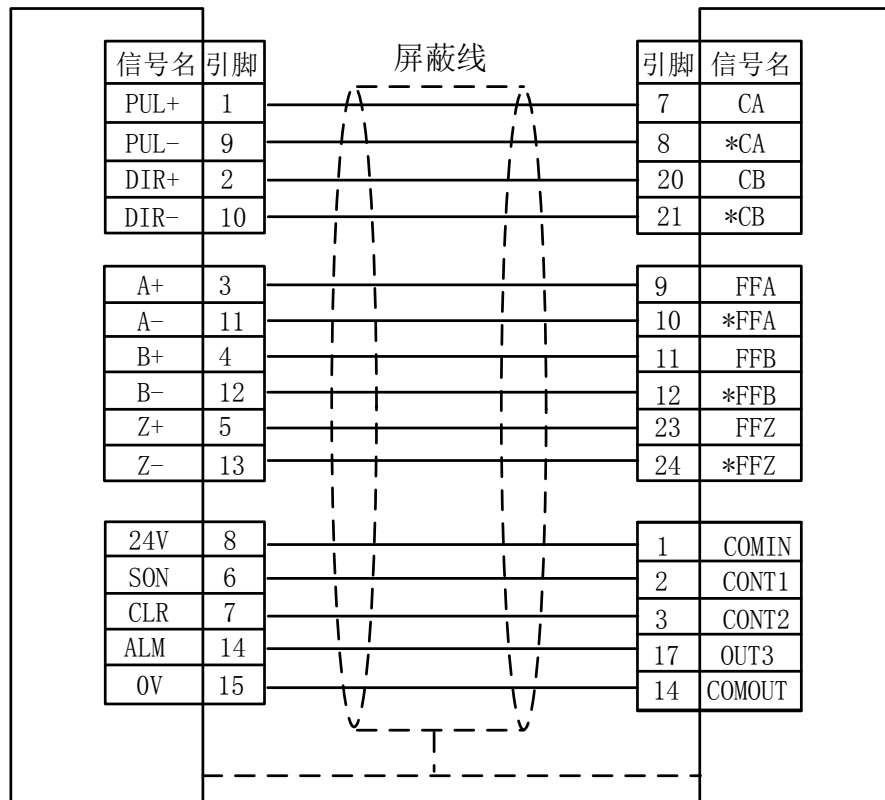 屏蔽线
信号名 引脚 引脚 信号名
PUL+ 1 7 CA
PUL- 9 8 *CA
DIR+ 2 20 CB
DIR- 10 21 *CB
A+ 3 9 FFA
A- 11 10 *FFA
B+ 4 11 FFB
B- 12 12 *FFB
Z+ 5 23 FFZ
Z- 13 24 *FFZ
24V 8 1 COMIN
SON 6 2 CONT1
CLR 7 3 CONT2
ALM 14 17 OUT3
0V 15 14 COMOUT